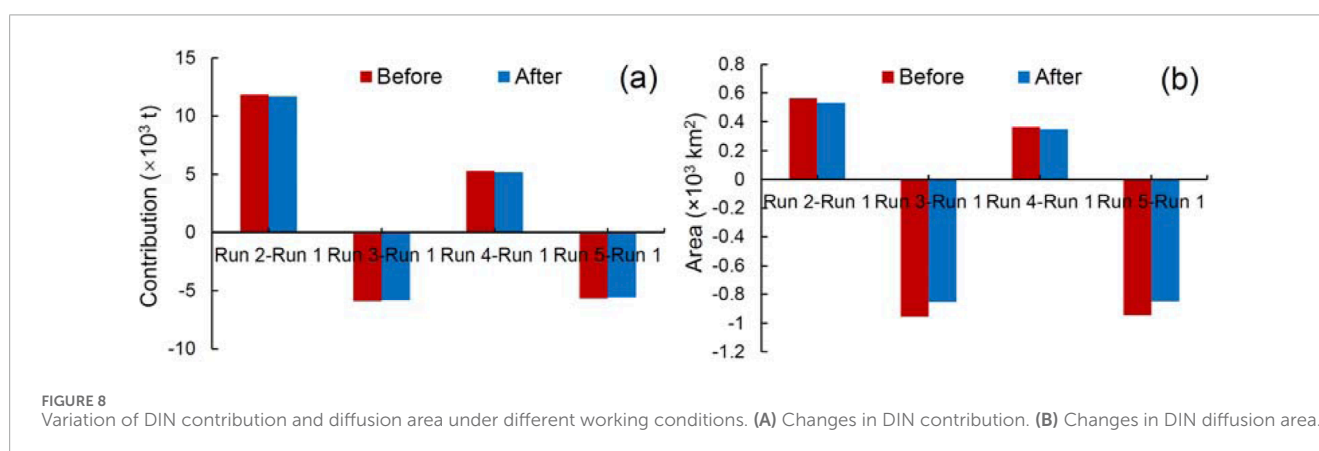 15
10
5
0
-5
-10
Contribution (×10³ t)
Before After
(a)
Run 2-Run 1 Run 3-Run 1 Run 4-Run 1 Run 5-Run 1
0.8
0.6
0.4
0.2
0
-0.2
-0.4
-0.6
-0.8
-1
-1.2
Area (×10³ km²)
Before After
(b)
Run 2-Run 1 Run 3-Run 1 Run 4-Run 1 Run 5-Run 1
FIGURE 8
Variation of DIN contribution and diffusion area under different working conditions. (A) Changes in DIN contribution. (B) Changes in DIN diffusion area.